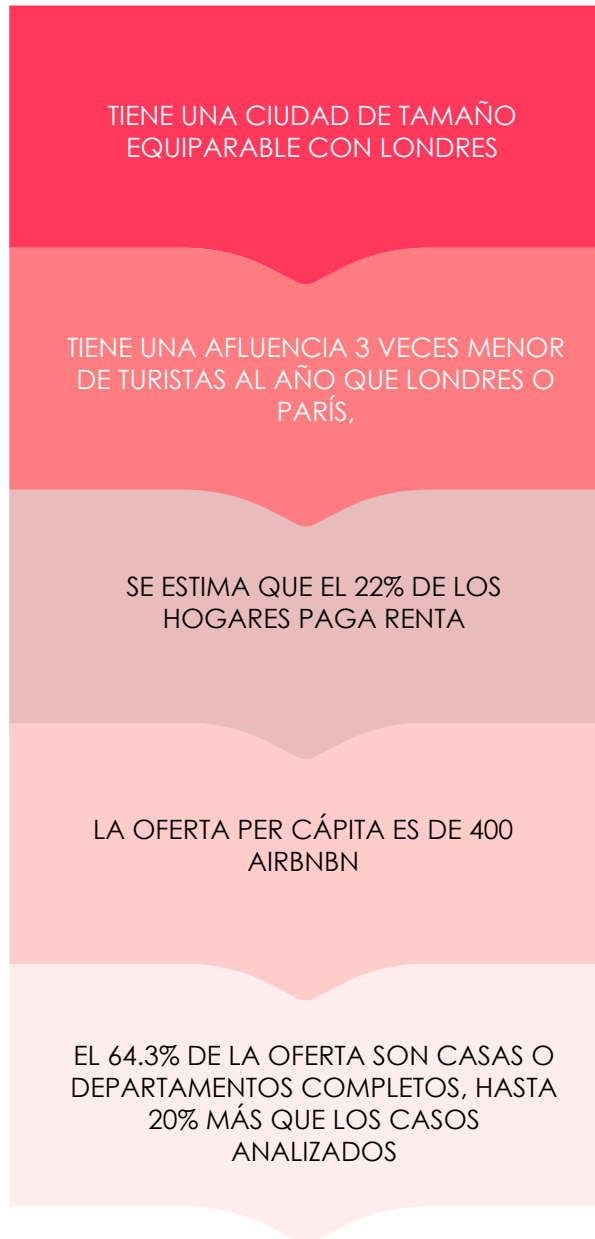 TIENE UNA CIUDAD DE TAMAÑO
EQUIPARABLE CON LONDRES
TIENE UNA AFLUENCIA 3 VECES MENOR
DE TURISTAS AL AÑO QUE LONDRES O
PARÍS,
SE ESTIMA QUE EL 22% DE LOS
HOGARES PAGA RENTA
LA OFERTA PER CÁPITA ES DE 400
AIRBNBN
EL 64.3% DE LA OFERTA SON CASAS O
DEPARTAMENTOS COMPLETOS, HASTA
20% MÁS QUE LOS CASOS
ANALIZADOS